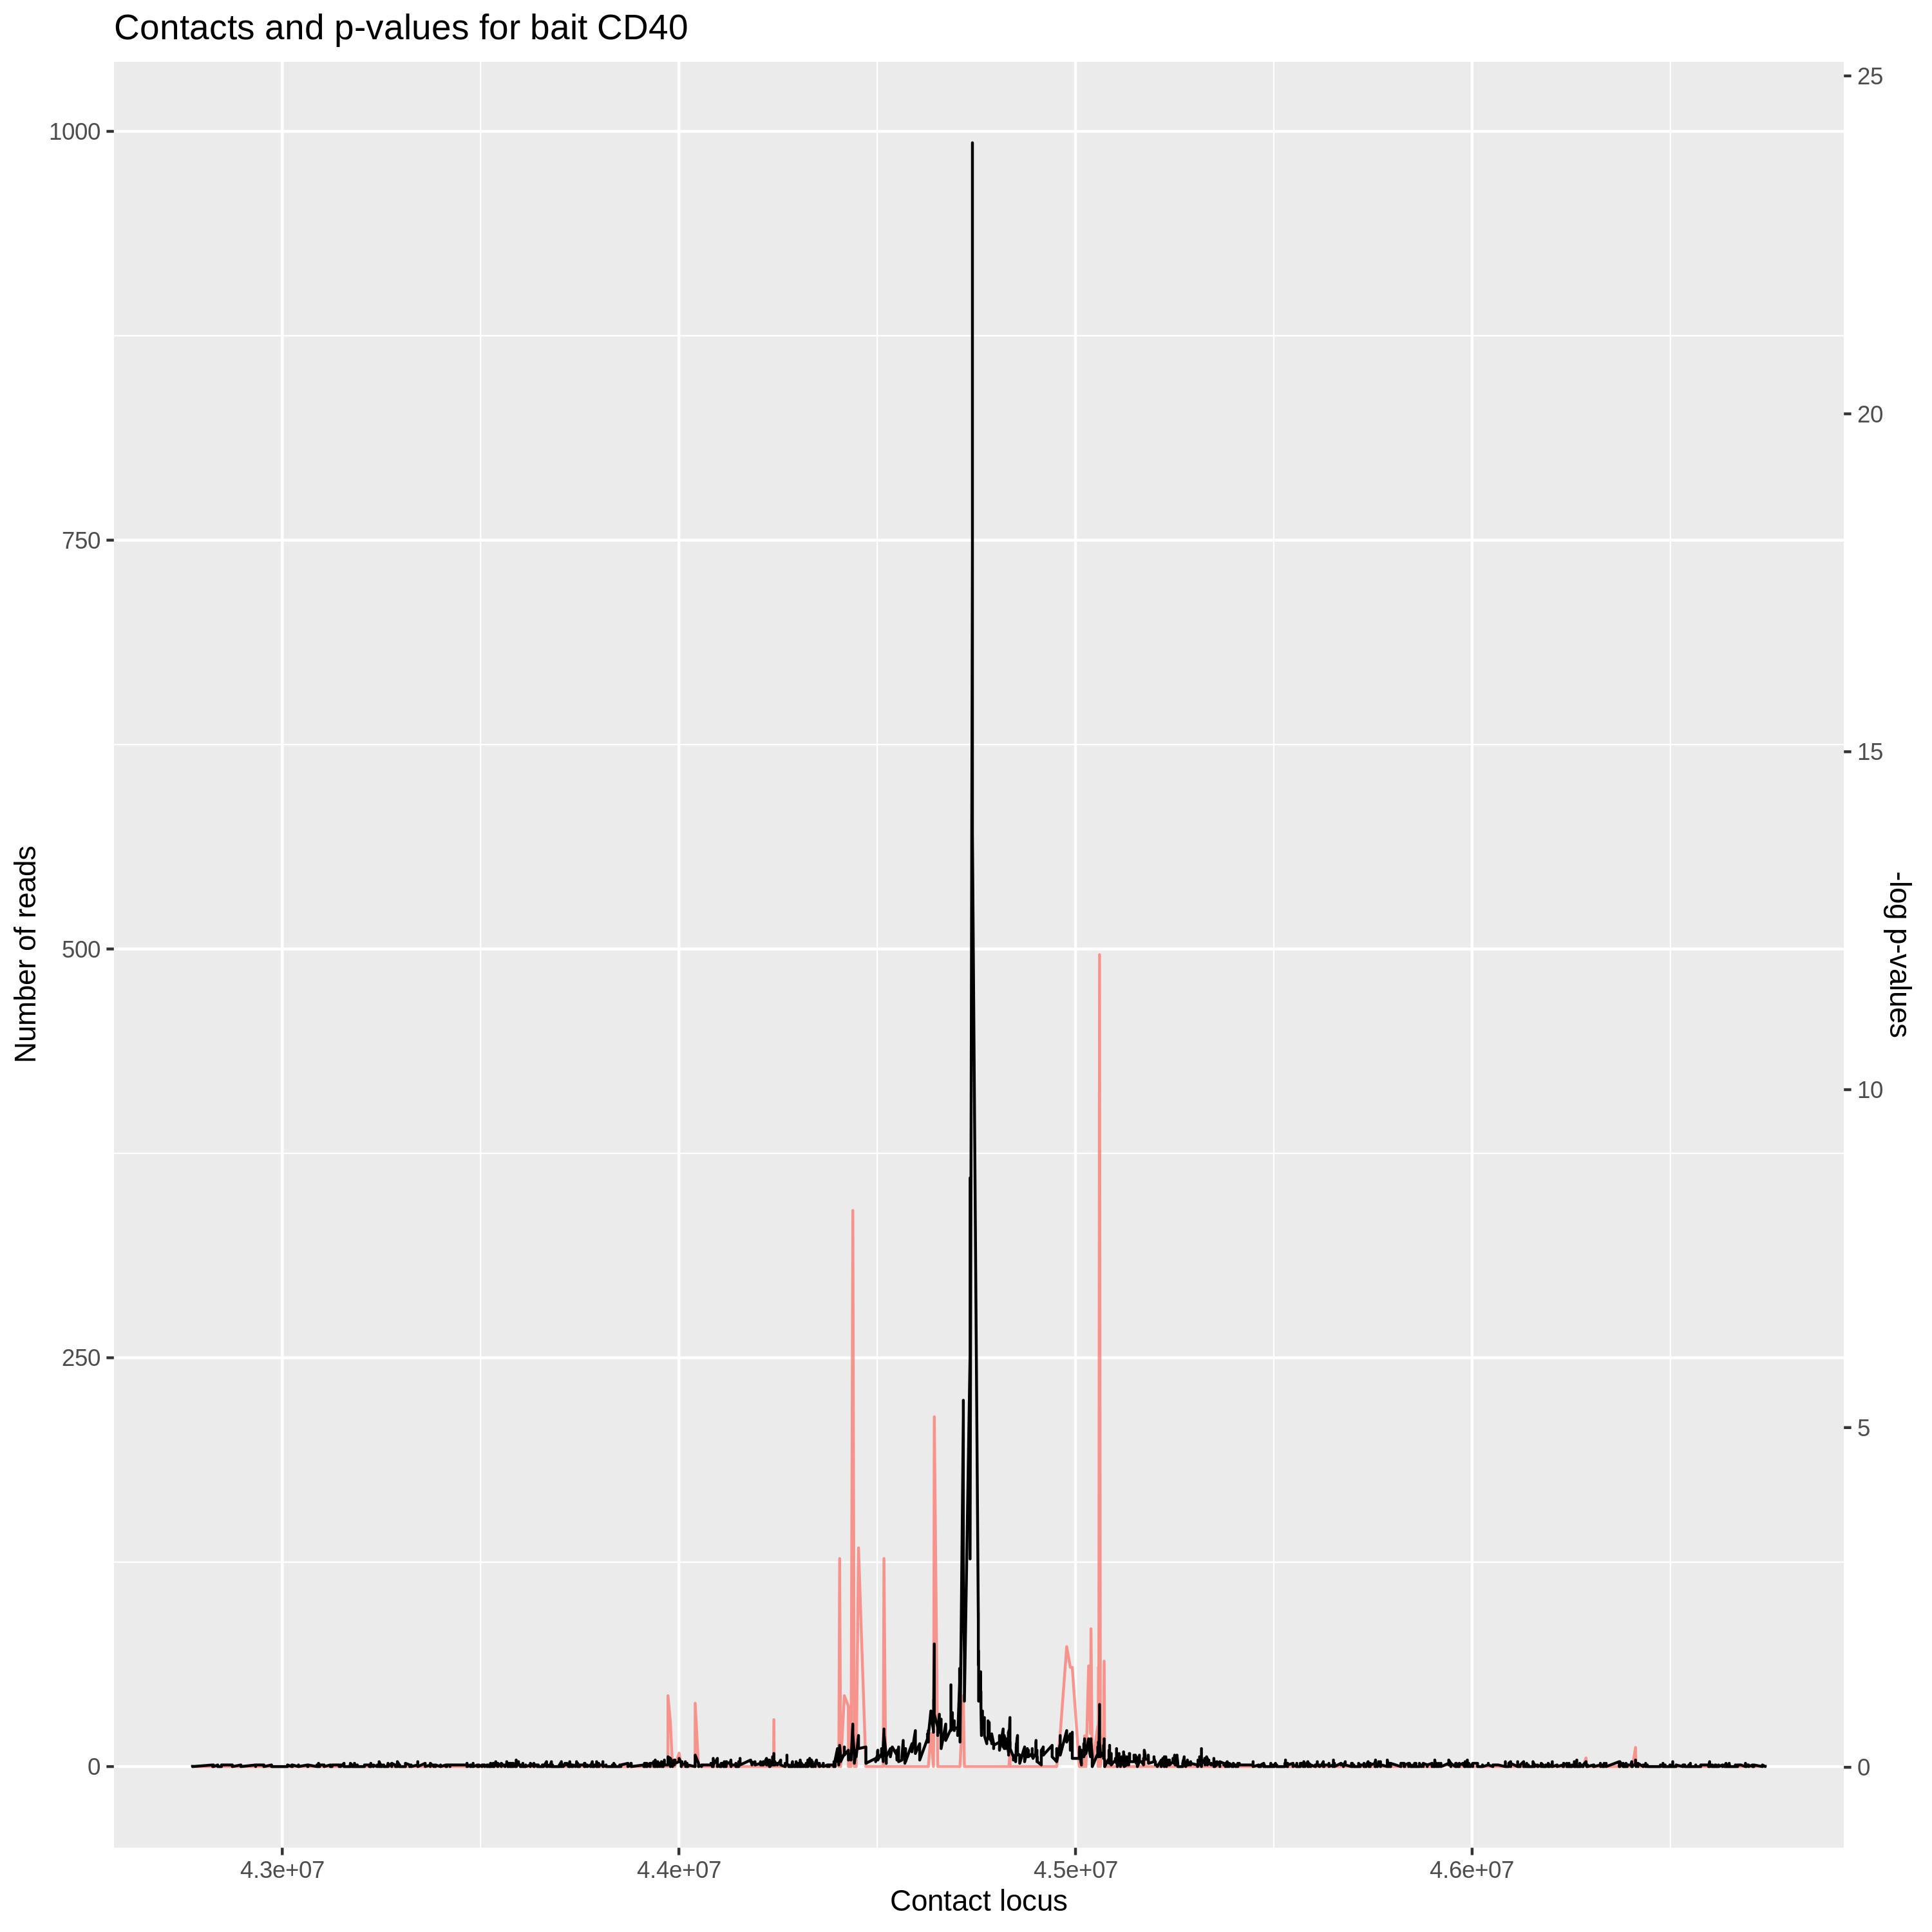 Contacts and p-values for bait CD40
1000
750
500
250
0
Number of reads
25
20
15
10
5
0
-log p-values
4.3e+07
4.4e+07
4.5e+07
4.6e+07
Contact locus